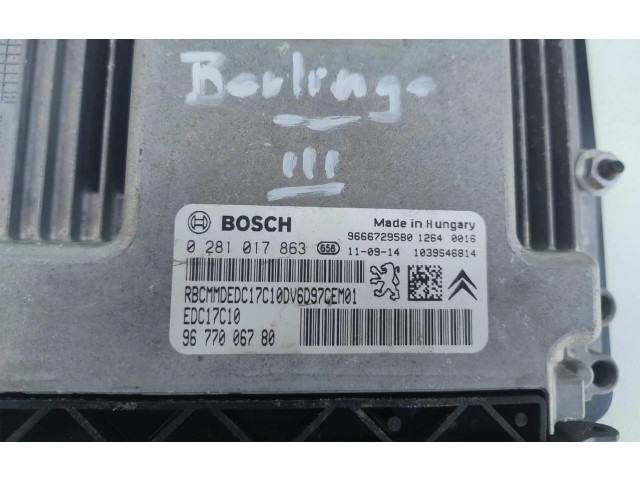 Berlingo
III
BOSCH
Made in Hungary
0 281 017 863 658
9666729580 1264 0016
11-09-14 1039S46814
RBCMMDEDC17C10DV6D97CEM01
EDC17C10
96 770 067 80